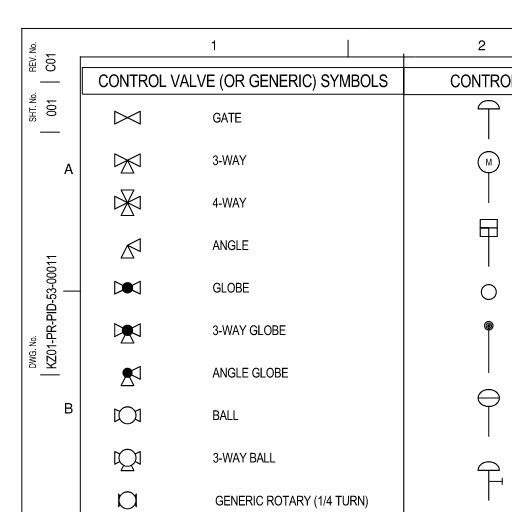 1
2
REV. No.
C01
SHT. No.
001
DWG. No.
KZ01-PR-PID-53-00011
A
B
CONTROL VALVE (OR GENERIC) SYMBOLS
GATE
3-WAY
4-WAY
ANGLE
GLOBE
3-WAY GLOBE
ANGLE GLOBE
BALL
3-WAY BALL
GENERIC ROTARY (1/4 TURN)
CONTRO
M